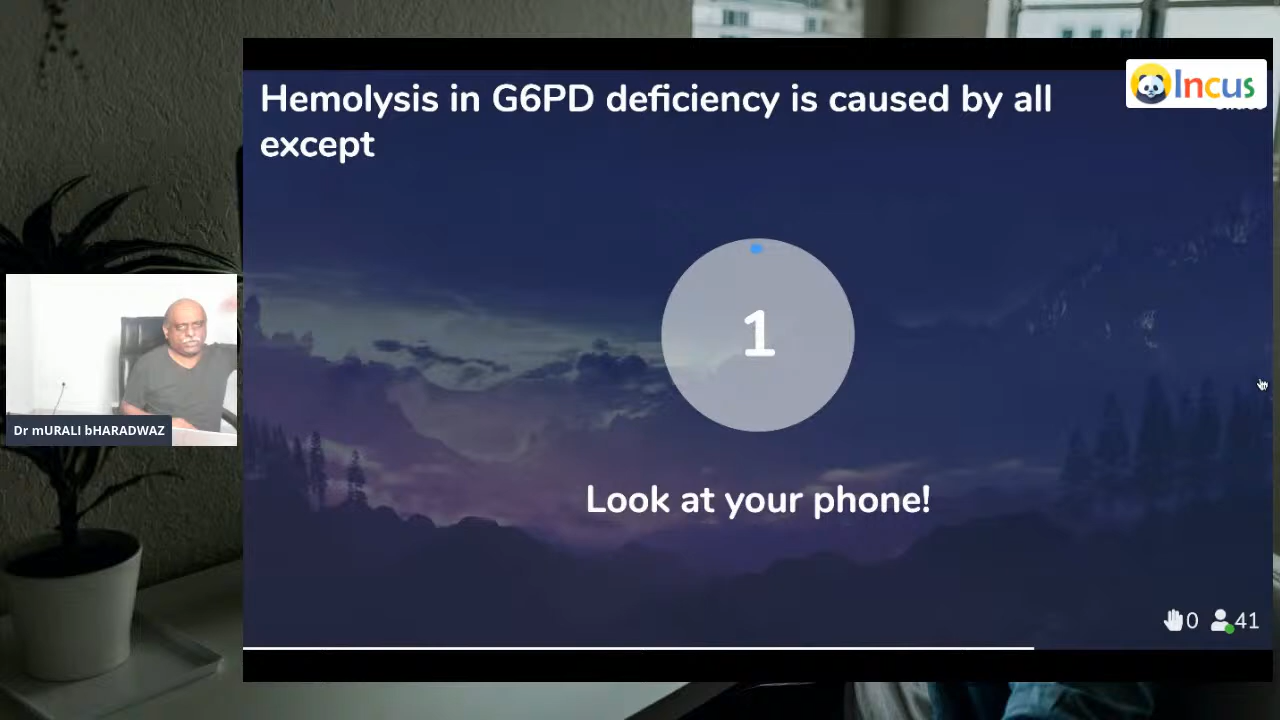 Hemolysis in G6PD deficiency is caused by all
except
Incus
1
Look at your phone!
Dr mURALI bHARADWAZ
0
41